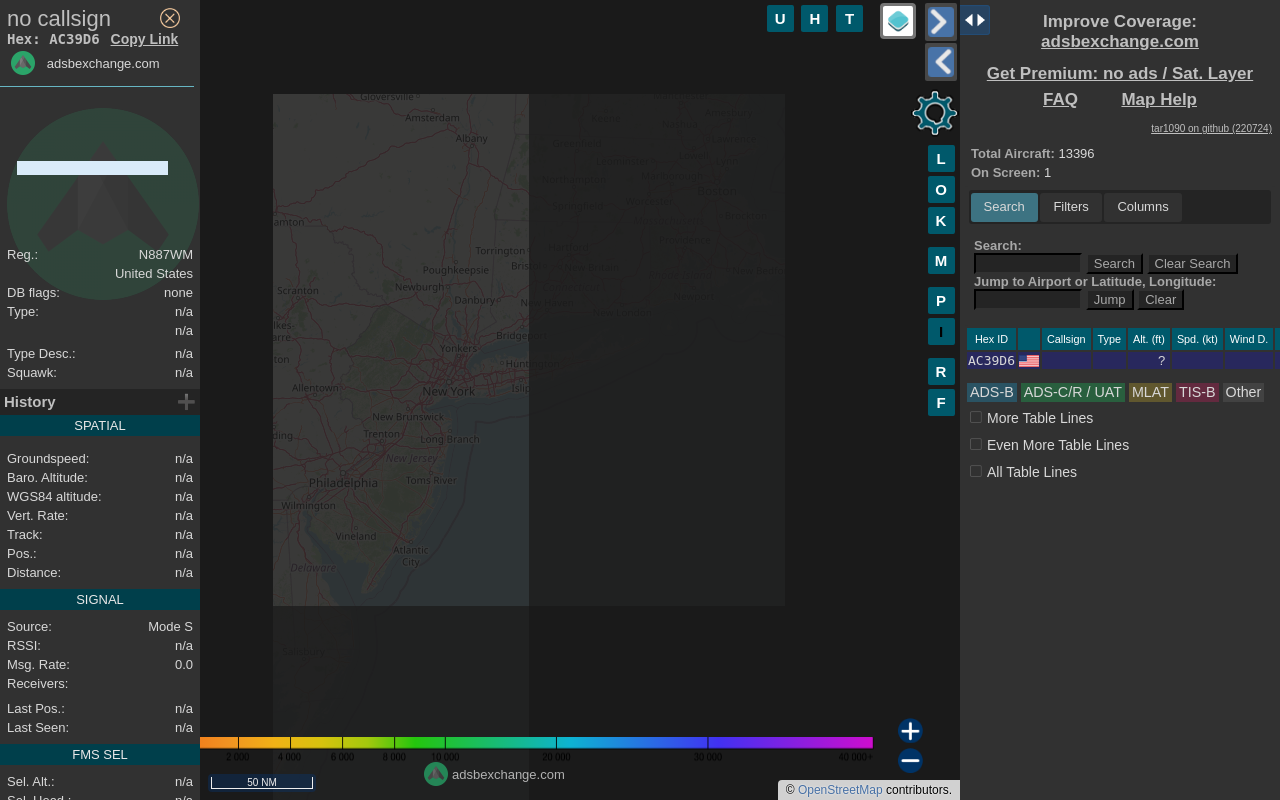 no callsign
Hex: AC39D6 Copy Link
adsbexchange.com
Reg.: N887WM
United States
DB flags: none
Type: n/a
n/a
Type Desc.: n/a
Squawk: n/a
History
SPATIAL
Groundspeed: n/a
Baro. Altitude: n/a
WGS84 altitude: n/a
Vert. Rate: n/a
Track: n/a
Pos.: n/a
Distance: n/a
SIGNAL
Source: Mode S
RSSI: n/a
Msg. Rate: 0.0
Receivers:
Last Pos.: n/a
Last Seen: n/a
FMS SEL
Sel. Alt.: n/a
Sel. Head.: n/a
U H T
L
O
K
M
P
I
R
F
Gloversville
Amsterdam
Albany
Torrington
Poughkeepsie
Newburgh
Scranton
Danbury
Yonkers
Allentown
New York
New Brunswick
Trenton
Long Branch
New Jersey
Philadelphia
Toms River
Wilmington
Vineland
Atlantic
City
Delaware
2 000 4 000 6 000 8 000 10 000 20 000 30 000 40 000+
50 NM
adsbexchange.com
© OpenStreetMap contributors.
Improve Coverage:
adsbexchange.com
Get Premium: no ads / Sat. Layer
FAQ Map Help
tar1090 on github (220724)
Total Aircraft: 13396
On Screen: 1
Search Filters Columns
Search:
Search Clear Search
Jump to Airport or Latitude, Longitude:
Jump Clear
Hex ID Callsign Type Alt. (ft) Spd. (kt) Wind D.
AC39D6 ?
ADS-B ADS-C/R / UAT MLAT TIS-B Other
More Table Lines
Even More Table Lines
All Table Lines